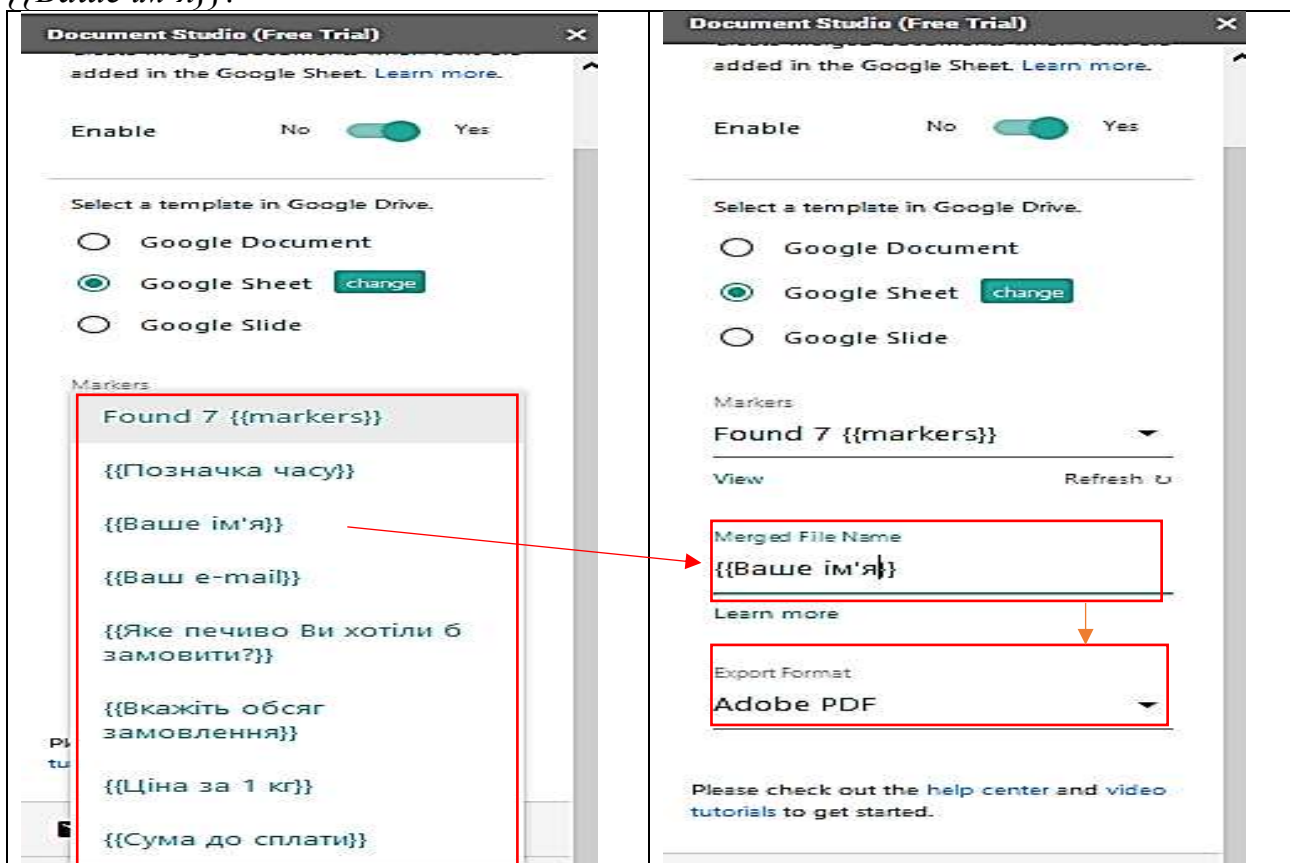 Document Studio (Free Trial) ×
added in the Google Sheet. Learn more.
Enable No Yes
Select a template in Google Drive.
Google Document
Google Sheet change
Google Slide
Markers
Found 7 {{markers}}
{{Позначка часу}}
{{Ваше ім'я}}
{{Ваш e-mail}}
{{Яке печиво Ви хотіли б
замовити?}}
{{Вкажіть обсяг
замовлення}}
{{Ціна за 1 кг}}
{{Сума до сплати}}
Document Studio (Free Trial) ×
added in the Google Sheet. Learn more.
Enable No Yes
Select a template in Google Drive.
Google Document
Google Sheet change
Google Slide
Markers
Found 7 {{markers}}
View Refresh ↻
Merged File Name
{{Ваше ім'я}}
Learn more
Export Format
Adobe PDF
Please check out the help center and video
tutorials to get started.